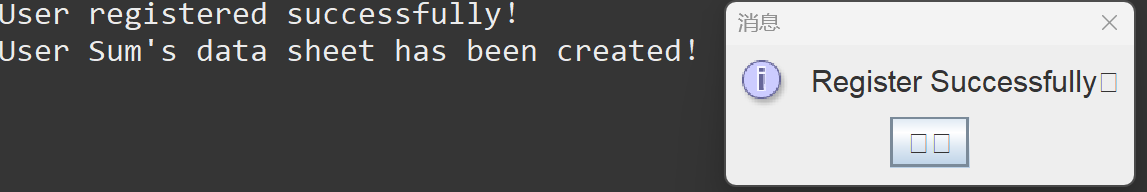 User registered successfully!
User Sum's data sheet has been created!
消息
Register Successfully